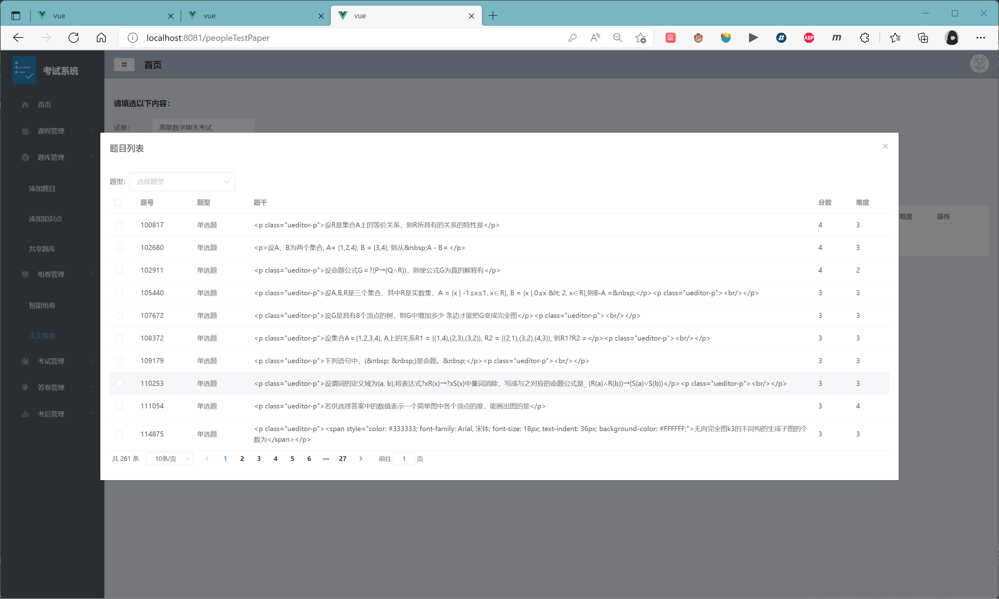 vue
vue
vue
localhost:8081/peopleTestPaper
惠
ABP
m
考试系统
首页
首页
课程管理
题库管理
添加题目
添加知识点
共享题库
组卷管理
智能组卷
人工组卷
考试管理
答卷管理
考后管理
请填选以下内容：
试卷：
离散数学期末考试
难度 操作
题目列表
题型： 选择题型
题号 题型 题干 分数 难度
100817 单选题 <p class="ueditor-p">设R是集合A上的等价关系，则R所具有的关系的特性是</p> 4 3
102680 单选题 <p>设A、B为两个集合, A= {1,2,4}, B = {3,4}, 则从&nbsp;A - B＝</p> 4 3
102911 单选题 <p class="ueditor-p">设命题公式G＝?(P→(Q∧R))，则使公式G为真的解释有</p> 4 2
105440 单选题 <p class="ueditor-p">设A,B,R是三个集合，其中R是实数集，A = {x | -1≤x≤1, x∈R}, B = {x | 0≤x &lt; 2, x∈R},则B-A =&nbsp;</p><p class="ueditor-p"><br/></p> 3 3
107672 单选题 <p class="ueditor-p">设G是具有8个顶点的树，则G中增加多少 条边才能把G变成完全图</p><p class="ueditor-p"><br/></p> 3 3
108372 单选题 <p class="ueditor-p">设集合A＝{1,2,3,4}, A上的关系R1 = {(1,4),(2,3),(3,2)}, R2 = {(2,1),(3,2),(4,3)}, 则R1?R2 =</p><p class="ueditor-p"><br/></p> 3 3
109179 单选题 <p class="ueditor-p">下列语句中，(&nbsp; &nbsp;)是命题。&nbsp;</p><p class="ueditor-p"><br/></p> 3 3
110253 单选题 <p class="ueditor-p">设谓词的定义域为{a, b},将表达式?xR(x)→?xS(x)中量词消除，写成与之对应的命题公式是_ (R(a)∧R(b))→(S(a)∨S(b))</p><p class="ueditor-p"><br/></p> 3 3
111054 单选题 <p class="ueditor-p">若供选择答案中的数值表示一个简单图中各个顶点的度，能画出图的是</p> 3 4
114875 单选题 <p class="ueditor-p"><span style="color: #333333; font-family: Arial, 宋体; font-size: 18px; text-indent: 36px; background-color: #FFFFFF;">无向完全图k3的不同构的生成子图的个 3 3
数为</span></p>
共 261 条 10条/页 1 2 3 4 5 6 ··· 27 前往 1 页